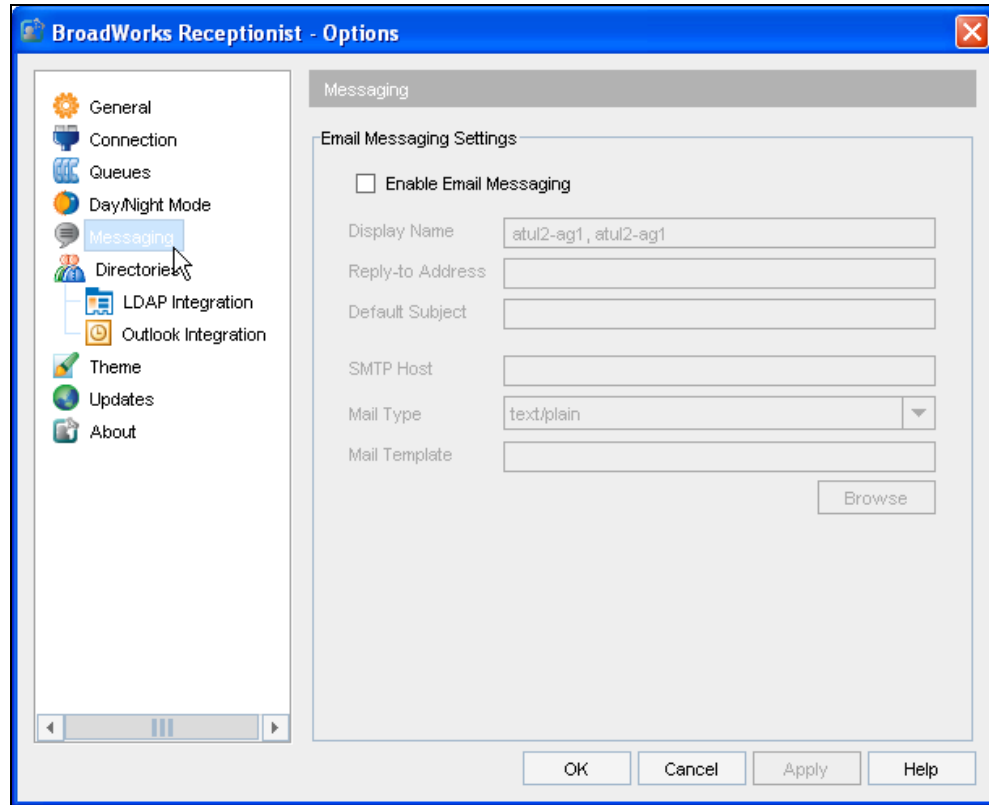 BroadWorks Receptionist - Options
General
Connection
Queues
Day/Night Mode
Messaging
Directories
LDAP Integration
Outlook Integration
Theme
Updates
About
Messaging
Email Messaging Settings
Enable Email Messaging
Display Name
atul2-ag1, atul2-ag1
Reply-to Address
Default Subject
SMTP Host
Mail Type
text/plain
Mail Template
Browse
OK
Cancel
Apply
Help